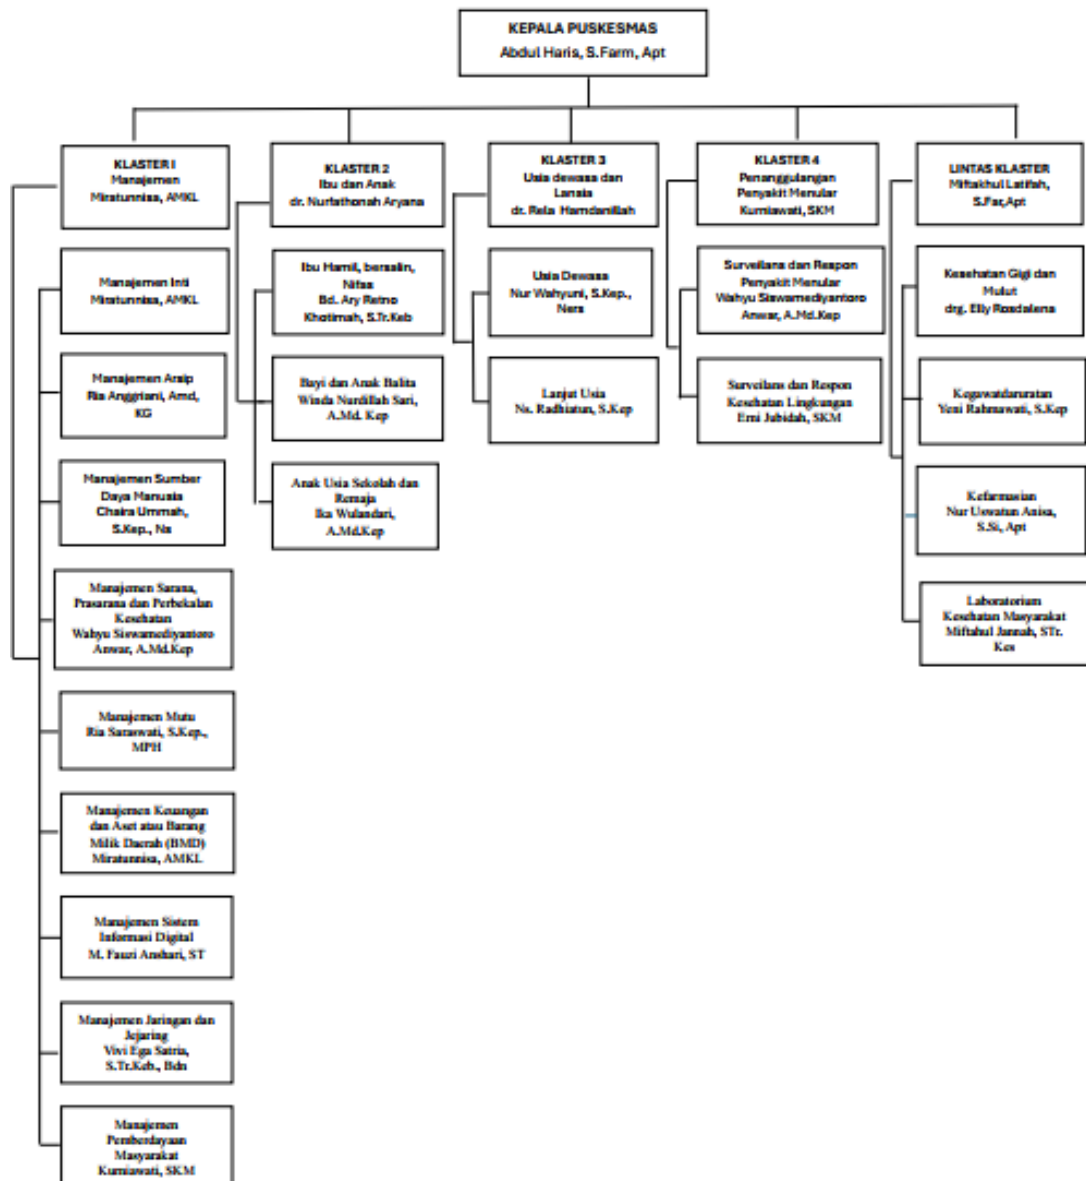 KEPALA PUSKESMAS
Abdul Haris, S.Farm, Apt
KLASTER I
Manajemen
Miratunnisa, AMKL
Manajemen Inti
Miratunnisa, AMKL
Manajemen Arsip
Ria Anggriani, Amd,
KG
Manajemen Sumber
Daya Manusia
Chaira Ummah,
S.Kep., Ns
Manajemen Sarana,
Prasarana dan Perbekalan
Kesehatan
Wahyu Siswamediyantoro
Anwar, A.Md.Kep
Manajemen Mutu
Ria Saraswati, S.Kep.,
MPH
Manajemen Keuangan
dan Aset atau Barang
Milik Daerah (BMD)
Miratunnisa, AMKL
Manajemen Sistem
Informasi Digital
M. Fauzi Anshari, ST
Manajemen Jaringan dan
Jejaring
Vivi Ega Satria,
S.Tr.Keb., Bdn
Manajemen
Pemberdayaan
Masyarakat
Kurniawati, SKM
KLASTER 2
Ibu dan Anak
dr. Nurfathonah Aryana
Ibu Hamil, bersalin,
Nifas
Bd. Ary Retno
Khotimah, S.Tr.Keb
Bayi dan Anak Balita
Winda Nurdillah Sari,
A.Md. Kep
Anak Usia Sekolah dan
Remaja
Ika Wulandari,
A.Md.Kep
KLASTER 3
Usia dewasa dan
Lansia
dr. Rela Hamdanillah
Usia Dewasa
Nur Wahyuni, S.Kep.,
Ners
Lanjut Usia
Ns. Radhiatun, S.Kep
KLASTER 4
Penanggulangan
Penyakit Menular
Kurniawati, SKM
Surveilans dan Respon
Penyakit Menular
Wahyu Siswamediyantoro
Anwar, A.Md.Kep
Surveilans dan Respon
Kesehatan Lingkungan
Erni Jubidah, SKM
LINTAS KLASTER
Miftakhul Latifah,
S.Far,Apt
Kesehatan Gigi dan
Mulut
drg. Elly Rosdalena
Kegawatdaruratan
Yeni Rahmawati, S.Kep
Kefarmasian
Nur Uswatun Anisa,
S.Si, Apt
Laboratorium
Kesehatan Masyarakat
Miftahul Jannah, STr.
Kes